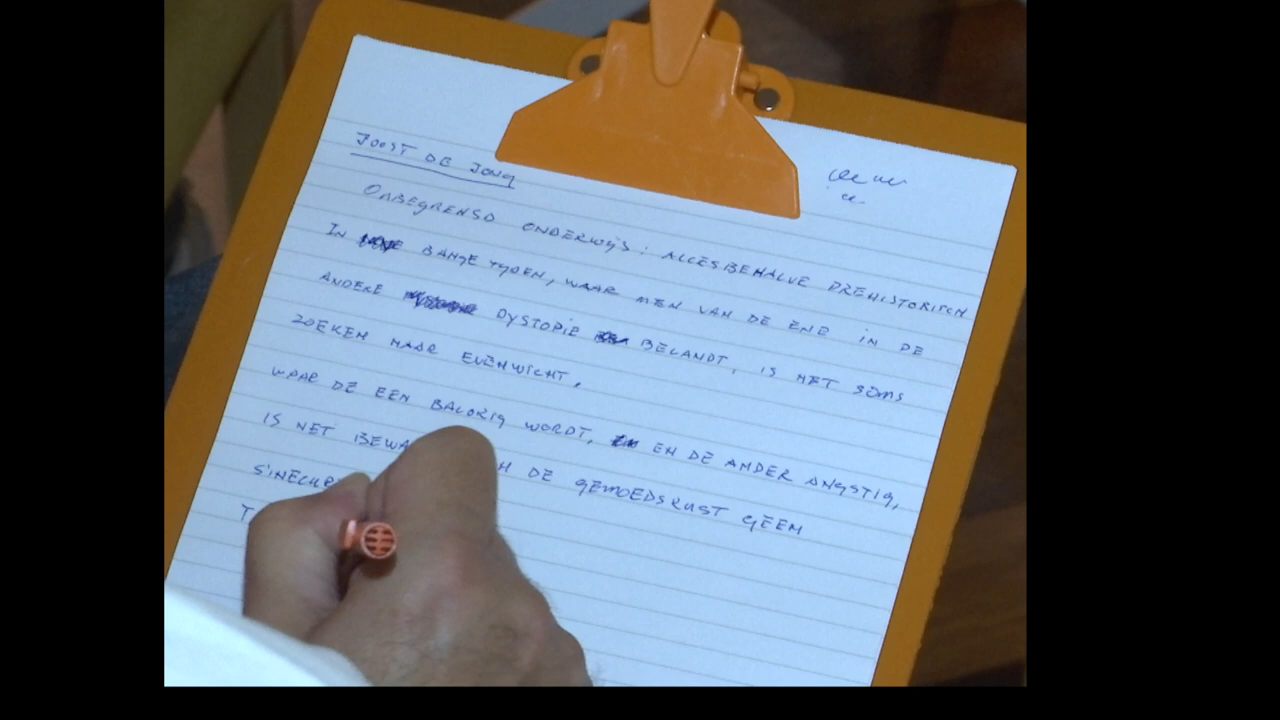 JOOST DE JONG
ONBEGRENSD ONDERWIJS: ALLESBEHALVE PREHISTORISCH
IN BANGE TIJDEN, WAAR MEN VAN DE ENE IN DE
ANDERE DYSTOPIE BELANDT, IS HET SOMS
ZOEKEN NAAR EVENWICHT.
WAAR DE EEN BALORIG WORDT, EN DE ANDER ANGSTIG,
IS HET DE GEMOEDSRUST GEEN